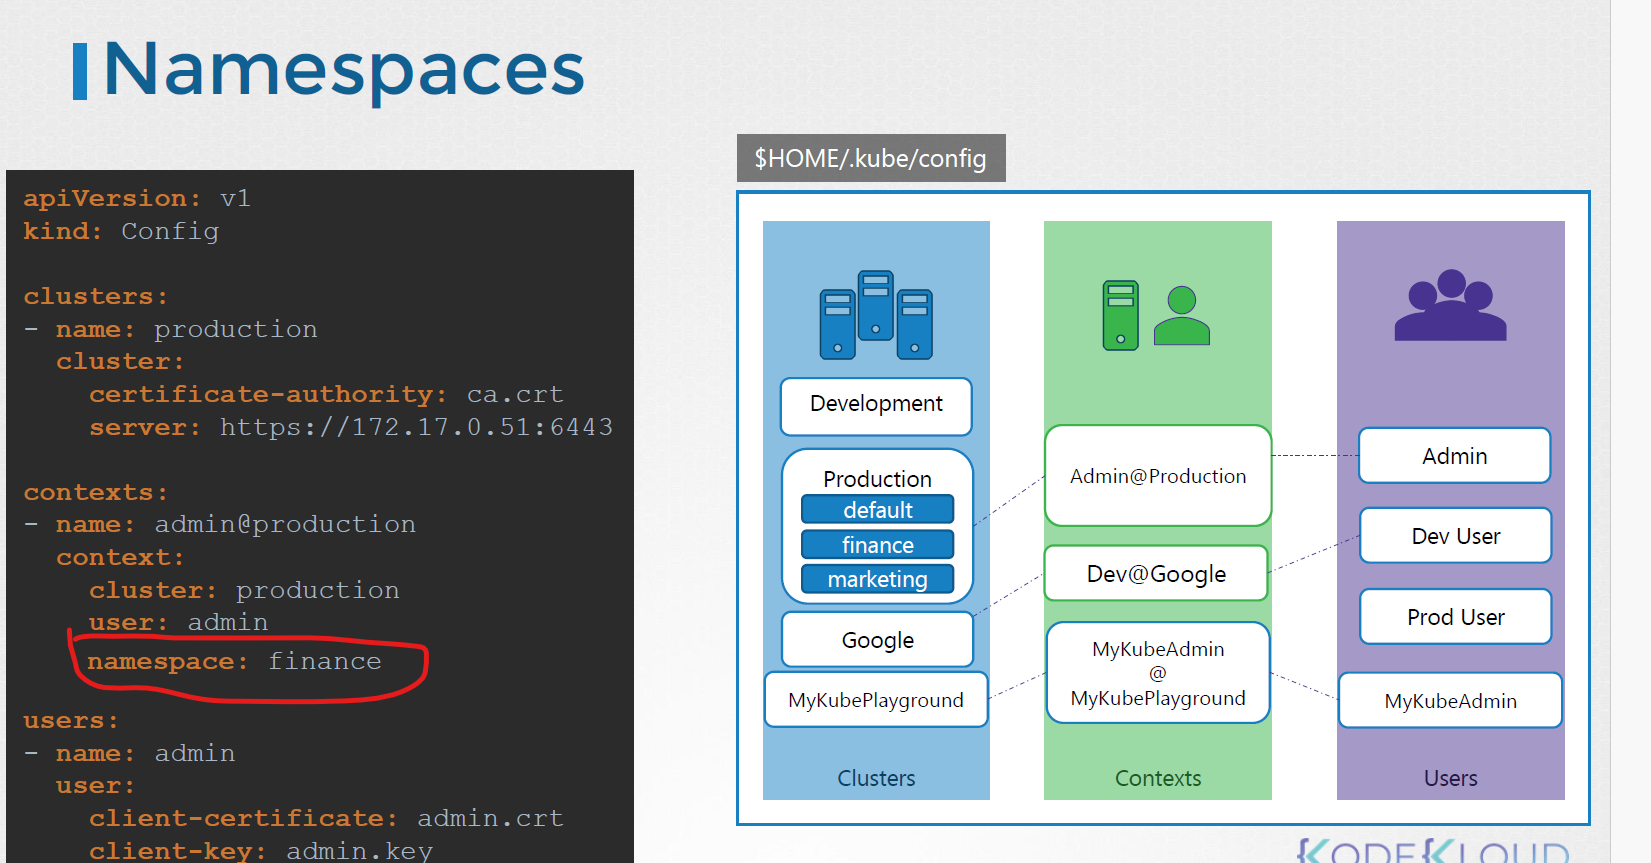 Namespaces
$HOME/.kube/config
apiVersion: v1
kind: Config
clusters:
- name: production
cluster:
certificate-authority: ca.crt
server: https://172.17.0.51:6443
contexts:
- name: admin@production
context:
cluster: production
user: admin
namespace: finance
users:
- name: admin
user:
client-certificate: admin.crt
client-key: admin.key
Development
Production
default
finance
marketing
Google
MyKubePlayground
Clusters
Admin@Production
Dev@Google
MyKubeAdmin
@
MyKubePlayground
Contexts
Admin
Dev User
Prod User
MyKubeAdmin
Users
KODEKLOUD